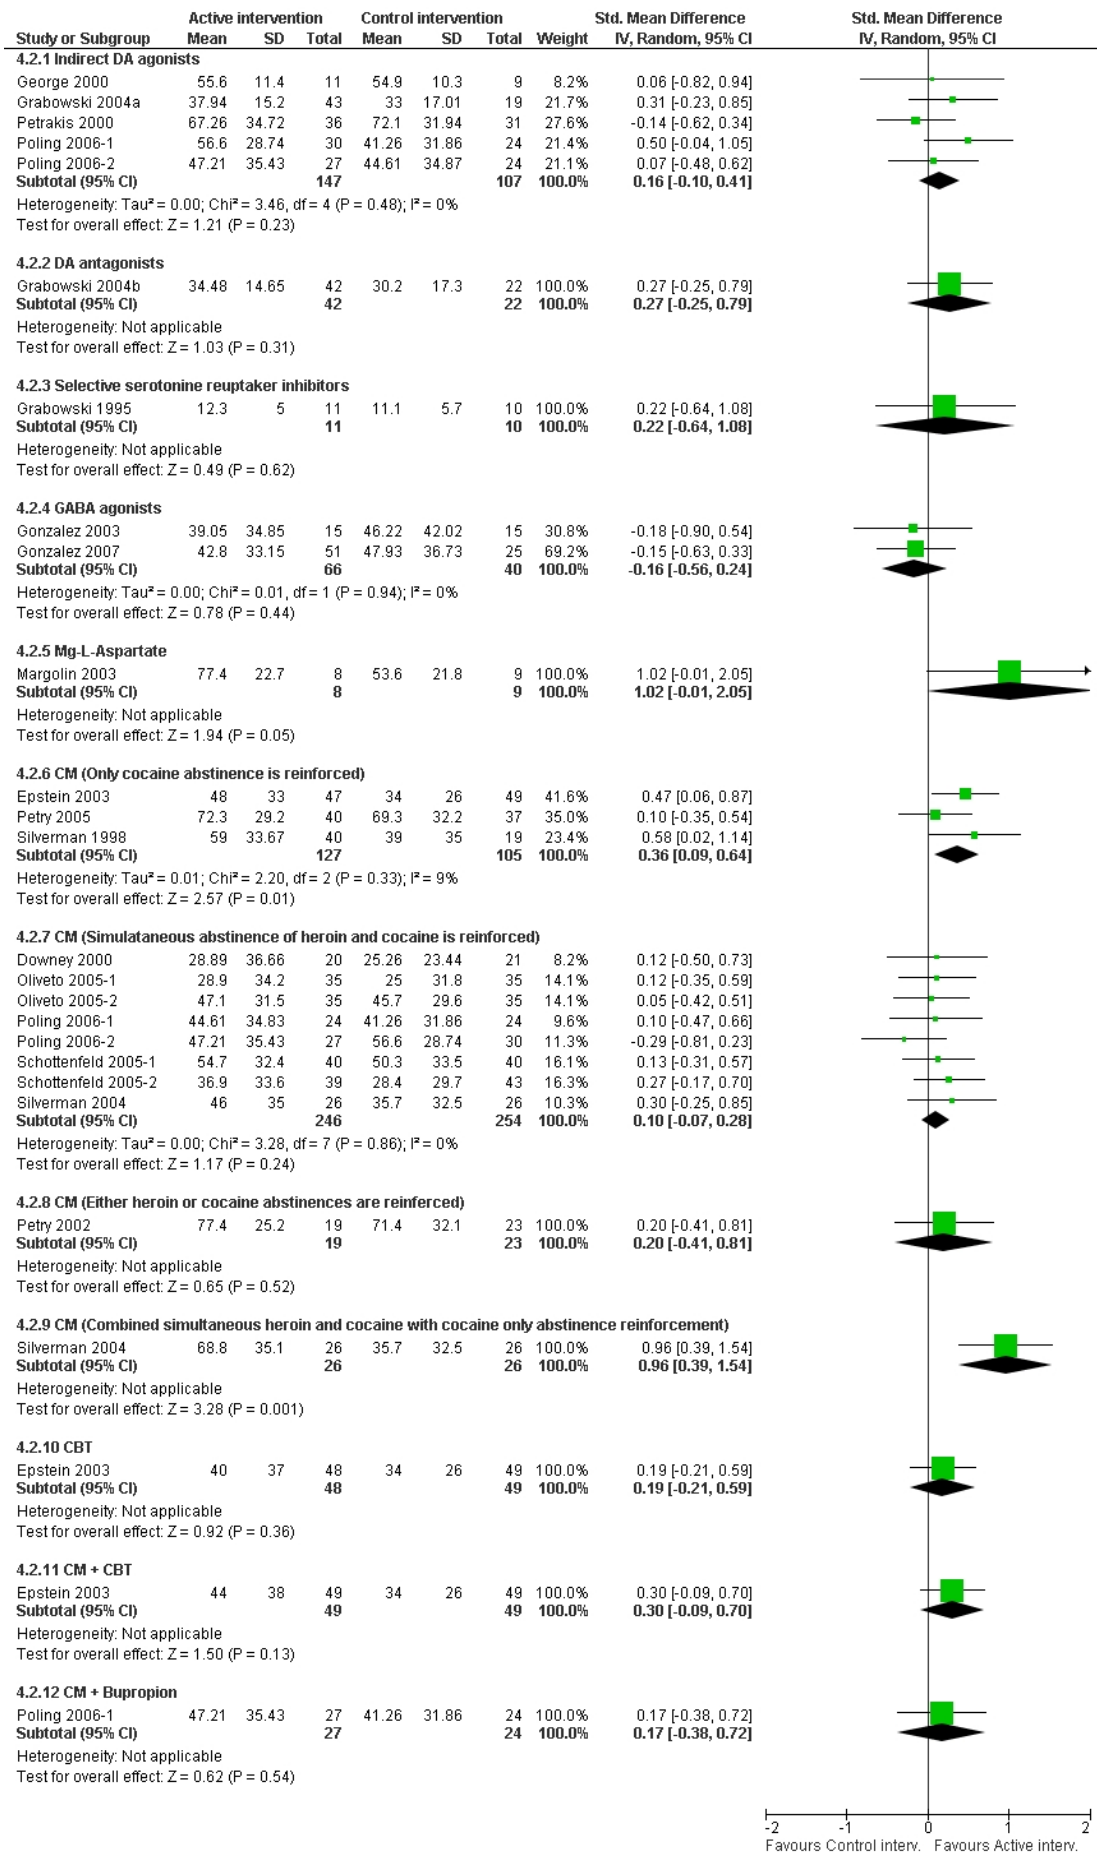 Active intervention Control intervention Std. Mean Difference Std. Mean Difference
Study or Subgroup Mean SD Total Mean SD Total Weight IV, Random, 95% CI IV, Random, 95% CI
4.2.1 Indirect DA agonists
George 2000 55.6 11.4 11 54.9 10.3 9 8.2% 0.06 [-0.82, 0.94]
Grabowski 2004a 37.94 15.2 43 33 17.01 19 21.7% 0.31 [-0.23, 0.85]
Petrakis 2000 67.26 34.72 36 72.1 31.94 31 27.6% -0.14 [-0.62, 0.34]
Poling 2006-1 56.6 28.74 30 41.26 31.86 24 21.4% 0.50 [-0.04, 1.05]
Poling 2006-2 47.21 35.43 27 44.61 34.87 24 21.1% 0.07 [-0.48, 0.62]
Subtotal (95% CI) 147 107 100.0% 0.16 [-0.10, 0.41]
Heterogeneity: Tau² = 0.00; Chi² = 3.46, df = 4 (P = 0.48); I² = 0%
Test for overall effect: Z = 1.21 (P = 0.23)
4.2.2 DA antagonists
Grabowski 2004b 34.48 14.65 42 30.2 17.3 22 100.0% 0.27 [-0.25, 0.79]
Subtotal (95% CI) 42 22 100.0% 0.27 [-0.25, 0.79]
Heterogeneity: Not applicable
Test for overall effect: Z = 1.03 (P = 0.31)
4.2.3 Selective serotonine reuptaker inhibitors
Grabowski 1995 12.3 5 11 11.1 5.7 10 100.0% 0.22 [-0.64, 1.08]
Subtotal (95% CI) 11 10 100.0% 0.22 [-0.64, 1.08]
Heterogeneity: Not applicable
Test for overall effect: Z = 0.49 (P = 0.62)
4.2.4 GABA agonists
Gonzalez 2003 39.05 34.85 15 46.22 42.02 15 30.8% -0.18 [-0.90, 0.54]
Gonzalez 2007 42.8 33.15 51 47.93 36.73 25 69.2% -0.15 [-0.63, 0.33]
Subtotal (95% CI) 66 40 100.0% -0.16 [-0.56, 0.24]
Heterogeneity: Tau² = 0.00; Chi² = 0.01, df = 1 (P = 0.94); I² = 0%
Test for overall effect: Z = 0.78 (P = 0.44)
4.2.5 Mg-L-Aspartate
Margolin 2003 77.4 22.7 8 53.6 21.8 9 100.0% 1.02 [-0.01, 2.05]
Subtotal (95% CI) 8 9 100.0% 1.02 [-0.01, 2.05]
Heterogeneity: Not applicable
Test for overall effect: Z = 1.94 (P = 0.05)
4.2.6 CM (Only cocaine abstinence is reinforced)
Epstein 2003 48 33 47 34 26 49 41.6% 0.47 [0.06, 0.87]
Petry 2005 72.3 29.2 40 69.3 32.2 37 35.0% 0.10 [-0.35, 0.54]
Silverman 1998 59 33.67 40 39 35 19 23.4% 0.58 [0.02, 1.14]
Subtotal (95% CI) 127 105 100.0% 0.36 [0.09, 0.64]
Heterogeneity: Tau² = 0.01; Chi² = 2.20, df = 2 (P = 0.33); I² = 9%
Test for overall effect: Z = 2.57 (P = 0.01)
4.2.7 CM (Simulataneous abstinence of heroin and cocaine is reinforced)
Downey 2000 28.89 36.66 20 25.26 23.44 21 8.2% 0.12 [-0.50, 0.73]
Oliveto 2005-1 28.9 34.2 35 25 31.8 35 14.1% 0.12 [-0.35, 0.59]
Oliveto 2005-2 47.1 31.5 35 45.7 29.6 35 14.1% 0.05 [-0.42, 0.51]
Poling 2006-1 44.61 34.83 24 41.26 31.86 24 9.6% 0.10 [-0.47, 0.66]
Poling 2006-2 47.21 35.43 27 56.6 28.74 30 11.3% -0.29 [-0.81, 0.23]
Schottenfeld 2005-1 54.7 32.4 40 50.3 33.5 40 16.1% 0.13 [-0.31, 0.57]
Schottenfeld 2005-2 36.9 33.6 39 28.4 29.7 43 16.3% 0.27 [-0.17, 0.70]
Silverman 2004 46 35 26 35.7 32.5 26 10.3% 0.30 [-0.25, 0.85]
Subtotal (95% CI) 246 254 100.0% 0.10 [-0.07, 0.28]
Heterogeneity: Tau² = 0.00; Chi² = 3.28, df = 7 (P = 0.86); I² = 0%
Test for overall effect: Z = 1.17 (P = 0.24)
4.2.8 CM (Either heroin or cocaine abstinences are reinferced)
Petry 2002 77.4 25.2 19 71.4 32.1 23 100.0% 0.20 [-0.41, 0.81]
Subtotal (95% CI) 19 23 100.0% 0.20 [-0.41, 0.81]
Heterogeneity: Not applicable
Test for overall effect: Z = 0.65 (P = 0.52)
4.2.9 CM (Combined simultaneous heroin and cocaine with cocaine only abstinence reinforcement)
Silverman 2004 68.8 35.1 26 35.7 32.5 26 100.0% 0.96 [0.39, 1.54]
Subtotal (95% CI) 26 26 100.0% 0.96 [0.39, 1.54]
Heterogeneity: Not applicable
Test for overall effect: Z = 3.28 (P = 0.001)
4.2.10 CBT
Epstein 2003 40 37 48 34 26 49 100.0% 0.19 [-0.21, 0.59]
Subtotal (95% CI) 48 49 100.0% 0.19 [-0.21, 0.59]
Heterogeneity: Not applicable
Test for overall effect: Z = 0.92 (P = 0.36)
4.2.11 CM + CBT
Epstein 2003 44 38 49 34 26 49 100.0% 0.30 [-0.09, 0.70]
Subtotal (95% CI) 49 49 100.0% 0.30 [-0.09, 0.70]
Heterogeneity: Not applicable
Test for overall effect: Z = 1.50 (P = 0.13)
4.2.12 CM + Bupropion
Poling 2006-1 47.21 35.43 27 41.26 31.86 24 100.0% 0.17 [-0.38, 0.72]
Subtotal (95% CI) 27 24 100.0% 0.17 [-0.38, 0.72]
Heterogeneity: Not applicable
Test for overall effect: Z = 0.62 (P = 0.54)
-2 -1 0 1 2
Favours Control interv. Favours Active interv.